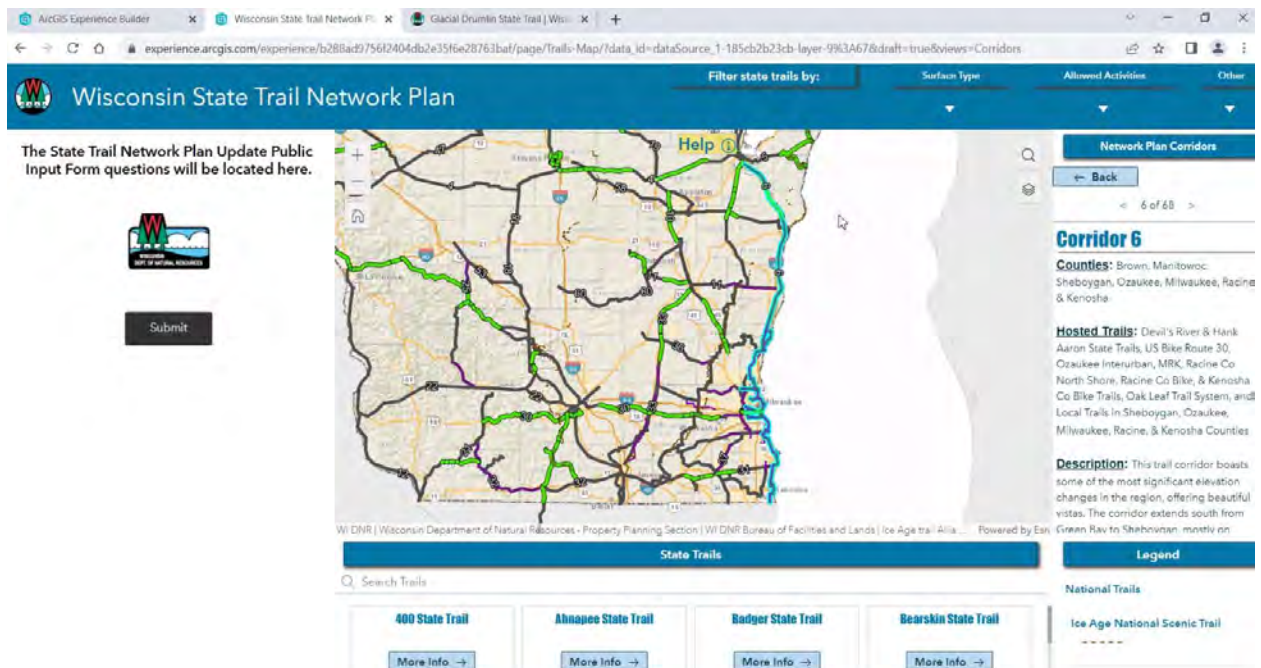 ArcGIS Experience Builder
Wisconsin State Trail Network Pl
Glacial Drumlin State Trail | Wisc
experience.arcgis.com/experience/b288ad9756f2404db2e35f6e28763baf/page/Trails-Map/?data_id=dataSource_1-185cb2b23cb-layer-99%3A67&draft=true&views=Corridors
Wisconsin State Trail Network Plan
Filter state trails by:
Surface Type
Allowed Activities
Other
The State Trail Network Plan Update Public
Input Form questions will be located here.
WISCONSIN
DEPT. OF NATURAL RESOURCES
Submit
Help
Network Plan Corridors
← Back
< 6 of 68 >
Corridor 6
Counties: Brown, Manitowoc,
Sheboygan, Ozaukee, Milwaukee, Racine
& Kenosha
Hosted Trails: Devil's River & Hank
Aaron State Trails, US Bike Route 30,
Ozaukee Interurban, MRK, Racine Co
North Shore, Racine Co Bike, & Kenosha
Co Bike Trails, Oak Leaf Trail System, and
Local Trails in Sheboygan, Ozaukee,
Milwaukee, Racine, & Kenosha Counties
Description: This trail corridor boasts
some of the most significant elevation
changes in the region, offering beautiful
vistas. The corridor extends south from
Green Bay to Sheboygan, mostly on
WI DNR | Wisconsin Department of Natural Resources - Property Planning Section | WI DNR Bureau of Facilities and Lands | Ice Age trail Allia ...
Powered by Esri
State Trails
Search Trails
400 State Trail
Ahnapee State Trail
Badger State Trail
Bearskin State Trail
More Info →
More Info →
More Info →
More Info →
Legend
National Trails
Ice Age National Scenic Trail